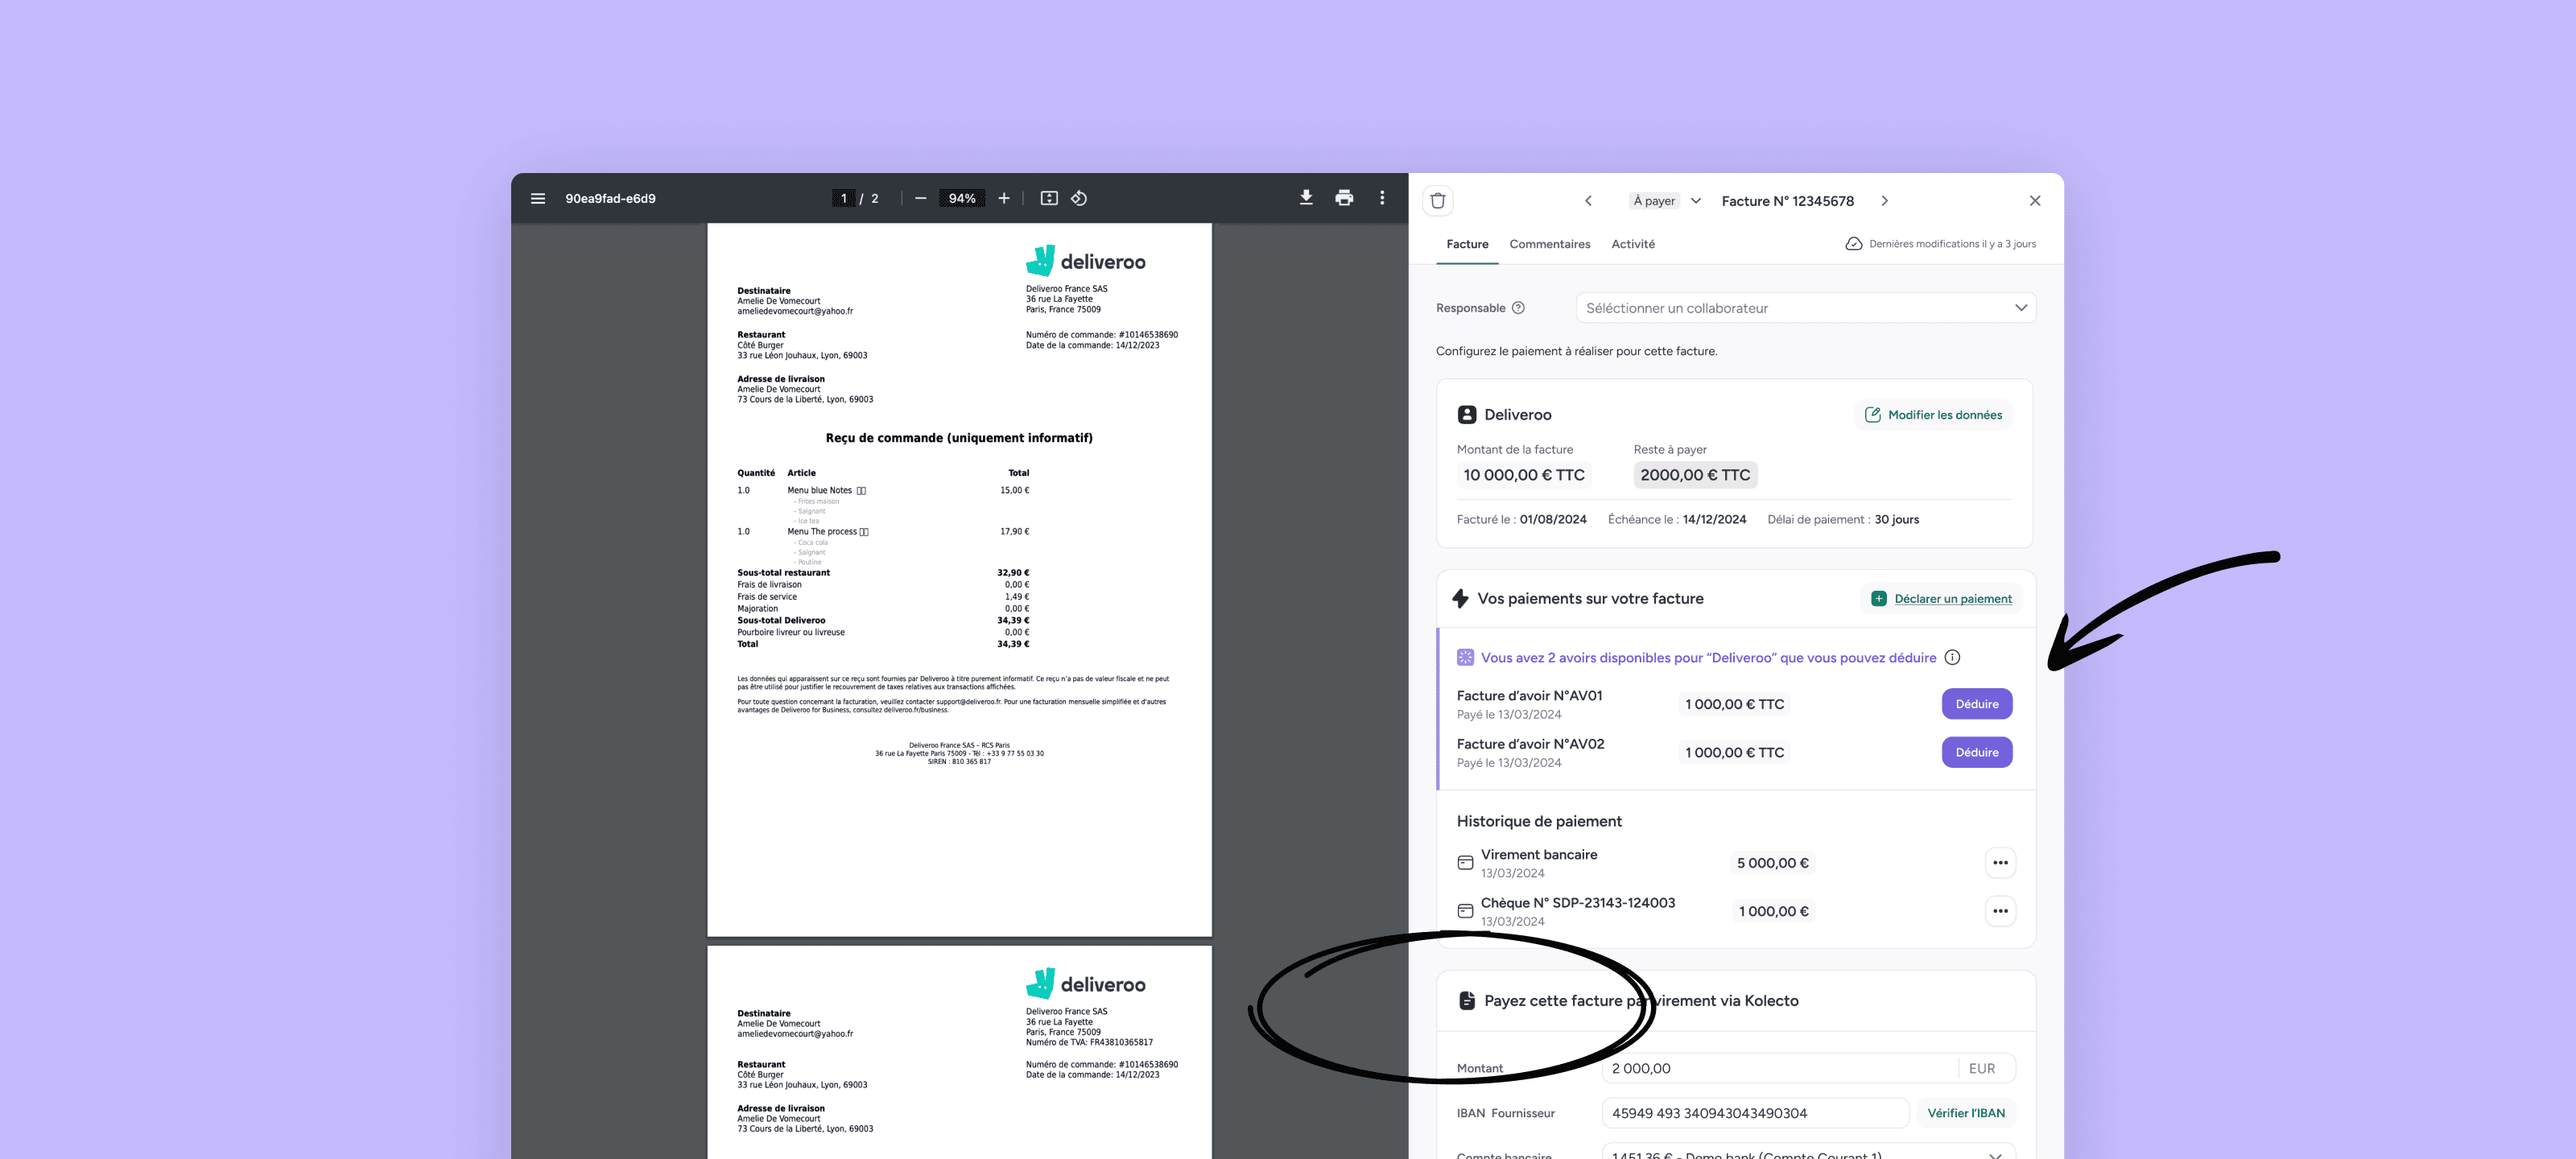 90ea9fad-e6d9
1 / 2
94%
deliveroo
Destinataire
Amelie De Vomecourt
ameliedevomecourt@yahoo.fr
Deliveroo France SAS
36 rue La Fayette
Paris, France 75009
Restaurant
Côté Burger
33 rue Léon Jouhaux, Lyon, 69003
Numéro de commande: #10146538690
Date de la commande: 14/12/2023
Adresse de livraison
Amelie De Vomecourt
73 Cours de la Liberté, Lyon, 69003
Reçu de commande (uniquement informatif)
Quantité Article Total
1.0 Menu blue Notes 15,00 €
- Frites maison
- Saignant
- Ice tea
1.0 Menu The process 17,90 €
- Coca cola
- Saignant
- Poutine
Sous-total restaurant 32,90 €
Frais de livraison 0,00 €
Frais de service 1,49 €
Majoration 0,00 €
Sous-total Deliveroo 34,39 €
Pourboire livreur ou livreuse 0,00 €
Total 34,39 €
Les données qui apparaissent sur ce reçu sont fournies par Deliveroo à titre purement informatif. Ce reçu n'a pas de valeur fiscale et ne peut
pas être utilisé pour justifier le recouvrement de taxes relatives aux transactions affichées.
Pour toute question concernant la facturation, veuillez contacter support@deliveroo.fr. Pour une facturation mensuelle simplifiée et d'autres
avantages de Deliveroo for Business, consultez deliveroo.fr/business.
Deliveroo France SAS – RCS Paris
36 rue La Fayette Paris 75009 - Tél : +33 9 77 55 03 30
SIREN : 810 365 817
deliveroo
Destinataire
Amelie De Vomecourt
ameliedevomecourt@yahoo.fr
Deliveroo France SAS
36 rue La Fayette
Paris, France 75009
Numéro de TVA: FR43810365817
Restaurant
Côté Burger
33 rue Léon Jouhaux, Lyon, 69003
Numéro de commande: #10146538690
Date de la commande: 14/12/2023
Adresse de livraison
Amelie De Vomecourt
73 Cours de la Liberté, Lyon, 69003
À payer Facture N° 12345678
Facture Commentaires Activité
Dernières modifications il y a 3 jours
Responsable Séléctionner un collaborateur
Configurez le paiement à réaliser pour cette facture.
Deliveroo Modifier les données
Montant de la facture Reste à payer
10 000,00 € TTC 2000,00 € TTC
Facturé le : 01/08/2024 Échéance le : 14/12/2024 Délai de paiement : 30 jours
Vos paiements sur votre facture Déclarer un paiement
Vous avez 2 avoirs disponibles pour “Deliveroo” que vous pouvez déduire
Facture d’avoir N°AV01 1 000,00 € TTC Déduire
Payé le 13/03/2024
Facture d’avoir N°AV02 1 000,00 € TTC Déduire
Payé le 13/03/2024
Historique de paiement
Virement bancaire 5 000,00 €
13/03/2024
Chèque N° SDP-23143-124003 1 000,00 €
13/03/2024
Payez cette facture par virement via Kolecto
Montant 2 000,00 EUR
IBAN Fournisseur 45949 493 340943043490304 Vérifier l’IBAN
Compte bancaire 1 451,36 € - Demo bank (Compte Courant 1)